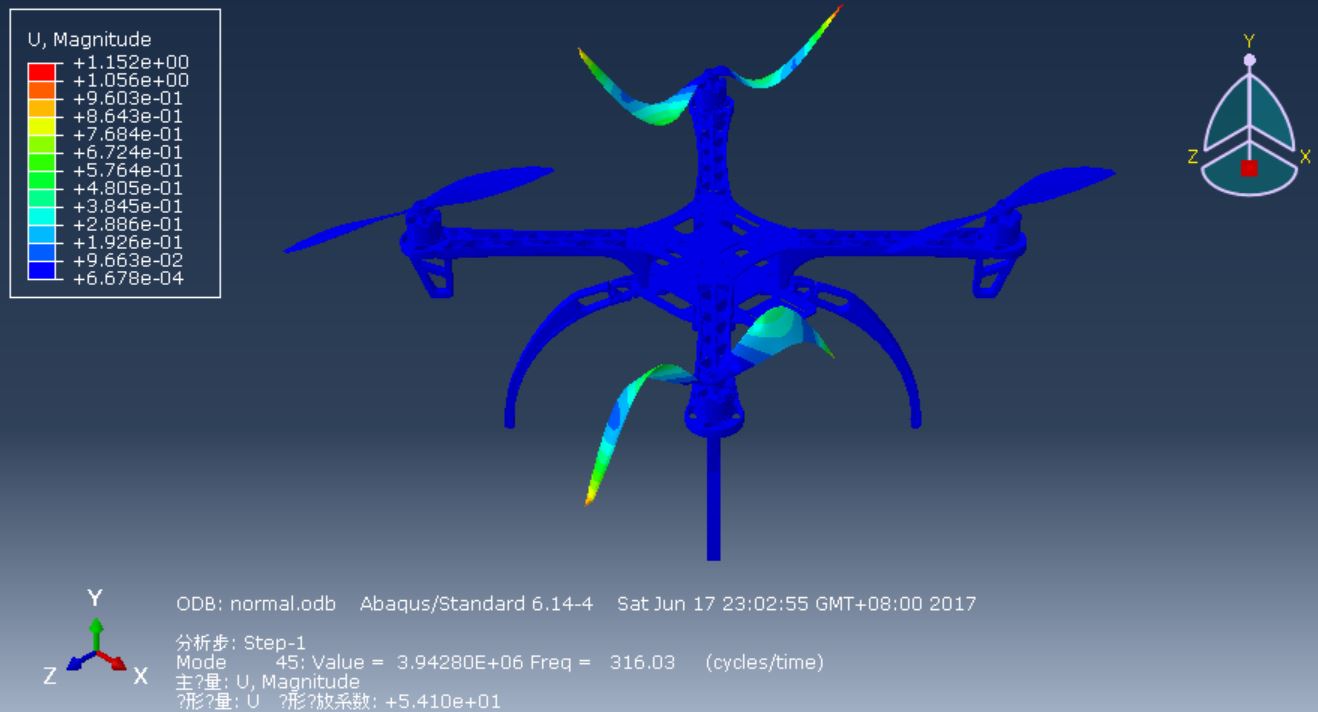 U, Magnitude
+1.152e+00
+1.056e+00
+9.603e-01
+8.643e-01
+7.684e-01
+6.724e-01
+5.764e-01
+4.805e-01
+3.845e-01
+2.886e-01
+1.926e-01
+9.663e-02
+6.678e-04
Y
Z
X
Y
Z
X
ODB: normal.odb Abaqus/Standard 6.14-4 Sat Jun 17 23:02:55 GMT+08:00 2017
分析步: Step-1
Mode 45: Value = 3.94280E+06 Freq = 316.03 (cycles/time)
主?量: U, Magnitude
?形?量: U ?形?放系数: +5.410e+01